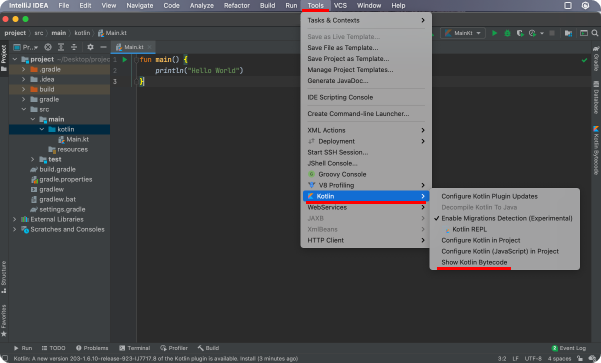 IntelliJ IDEA File Edit View Navigate Code Analyze Refactor Build Run Tools VCS Window Help
project src main kotlin Main.kt
MainKt
Project
Pr...
Main.kt
project ~/Desktop/projec
.gradle
.idea
build
gradle
src
main
kotlin
Main.kt
resources
test
build.gradle
gradle.properties
gradlew
gradlew.bat
settings.gradle
External Libraries
Scratches and Consoles
1 fun main() {
2 println("Hello World")
3 }
Tasks & Contexts
Save as Live Template...
Save File as Template...
Save Project as Template...
Manage Project Templates...
Generate JavaDoc...
IDE Scripting Console
Create Command-line Launcher...
XML Actions
Deployment
Start SSH Session...
JShell Console...
Groovy Console
V8 Profiling
Kotlin
WebServices
JAXB
XmlBeans
HTTP Client
Configure Kotlin Plugin Updates
Decompile Kotlin To Java
Enable Migrations Detection (Experimental)
Kotlin REPL
Configure Kotlin in Project
Configure Kotlin (JavaScript) in Project
Show Kotlin Bytecode
Gradle
Database
Kotlin Bytecode
Structure
Favorites
Run TODO Problems Terminal Profiler Build
2 Event Log
Kotlin: A new version 203-1.6.10-release-923-IJ7717.8 of the Kotlin plugin is available. Install (3 minutes ago)
3:2 LF UTF-8 4 spaces